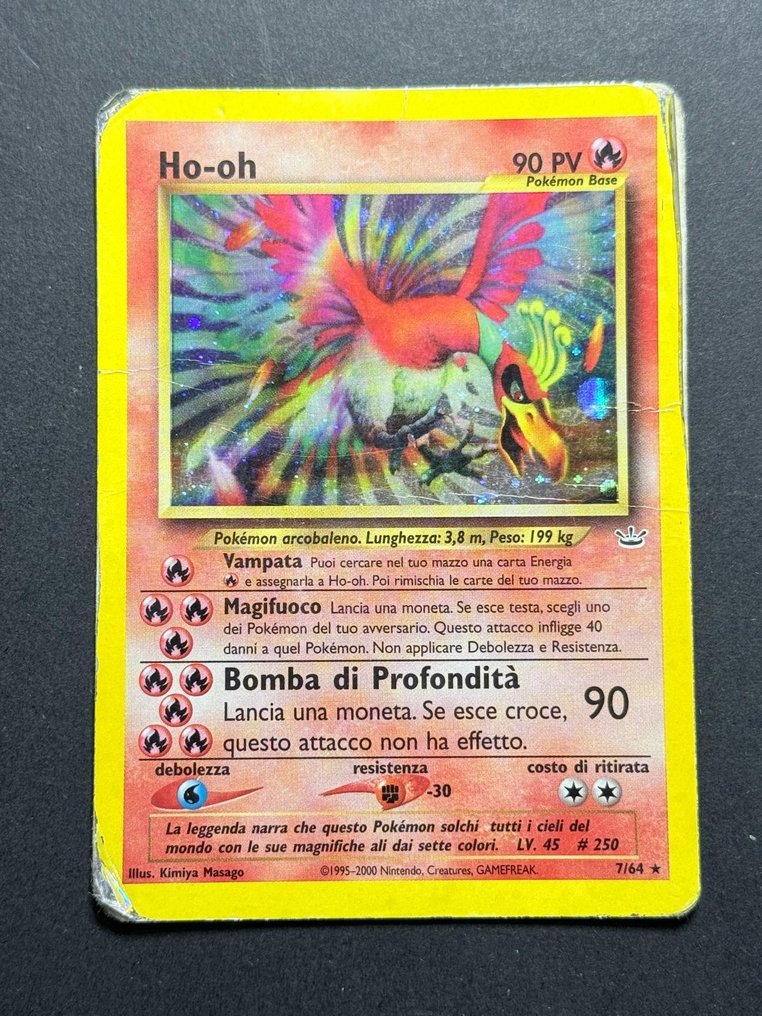 Ho-oh
90 PV
Pokémon Base
Pokémon arcobaleno. Lunghezza: 3,8 m, Peso: 199 kg
Vampata Puoi cercare nel tuo mazzo una carta Energia
e assegnarla a Ho-oh. Poi rimischia le carte del tuo mazzo.
Magifuoco Lancia una moneta. Se esce testa, scegli uno
dei Pokémon del tuo avversario. Questo attacco infligge 40
danni a quel Pokémon. Non applicare Debolezza e Resistenza.
Bomba di Profondità
Lancia una moneta. Se esce croce, 90
questo attacco non ha effetto.
debolezza resistenza costo di ritirata
-30
La leggenda narra che questo Pokémon solchi tutti i cieli del
mondo con le sue magnifiche ali dai sette colori. LV. 45 # 250
Illus. Kimiya Masago ©1995-2000 Nintendo, Creatures, GAMEFREAK. 7/64 ★